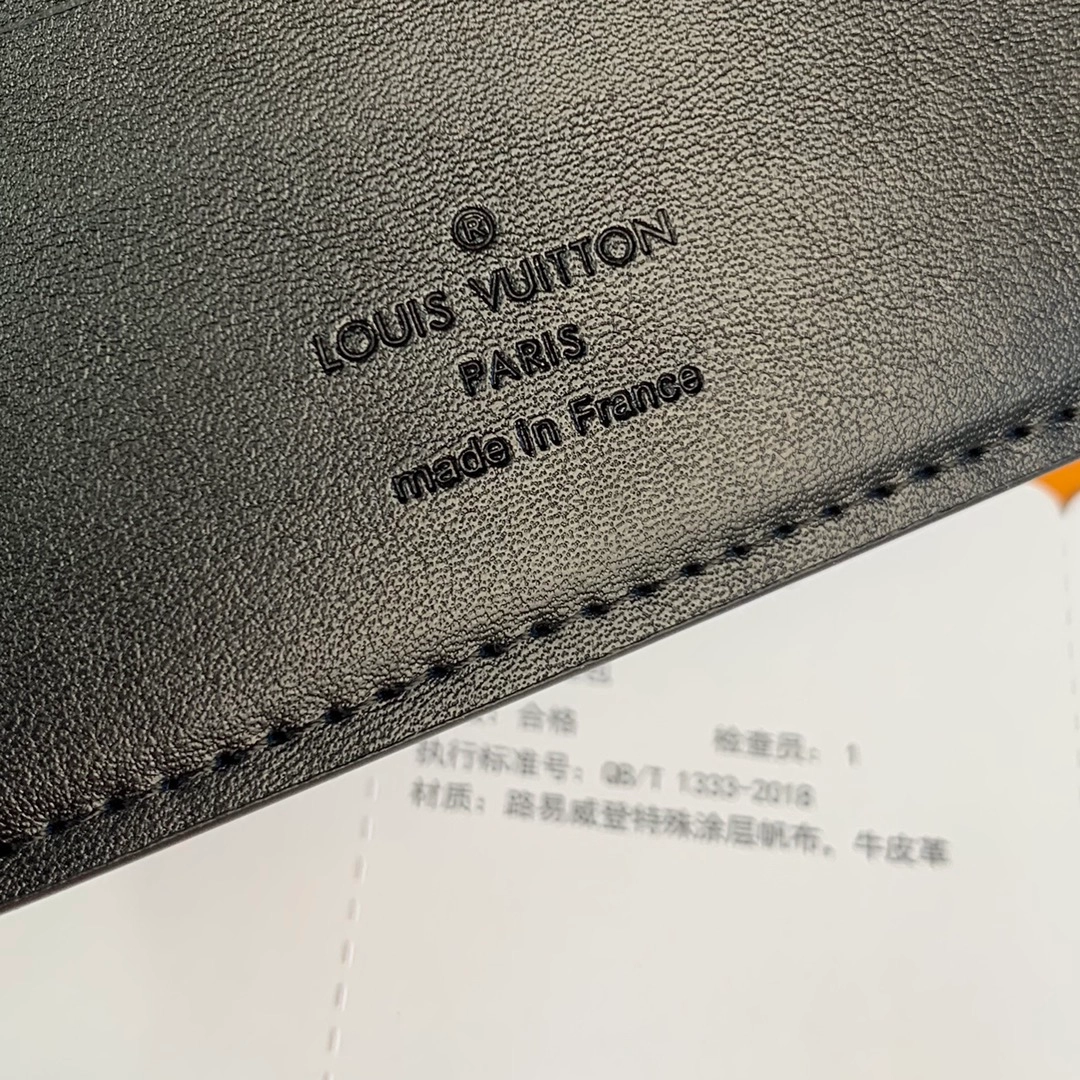 ®
LOUIS VUITTON
PARIS
made in France
合格
检查员：1
执行标准号：QB/T 1333-2018
材质：路易威登特殊涂层帆布，牛皮革